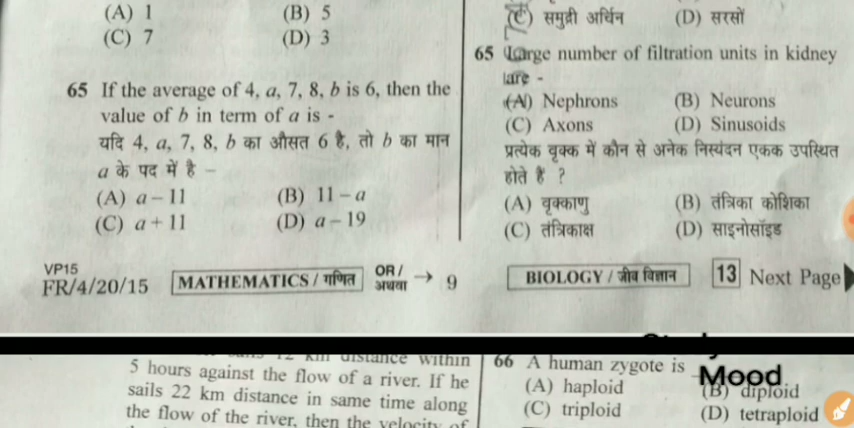 (A) 1 (B) 5
(C) 7 (D) 3
65 If the average of 4, a, 7, 8, b is 6, then the
value of b in term of a is -
यदि 4, a, 7, 8, b का औसत 6 है, तो b का मान
a के पद में है –
(A) a – 11 (B) 11 – a
(C) a + 11 (D) a – 19
VP15
FR/4/20/15
MATHEMATICS / गणित
OR /
अथवा
→ 9
(C) समुद्री अर्चिन (D) सरसों
65 Large number of filtration units in kidney
are -
(A) Nephrons (B) Neurons
(C) Axons (D) Sinusoids
प्रत्येक वृक्क में कौन से अनेक निस्यंदन एकक उपस्थित
होते हैं ?
(A) वृक्काणु (B) तंत्रिका कोशिका
(C) तंत्रिकाक्ष (D) साइनोसॉइड
BIOLOGY / जीव विज्ञान
13 Next Page
12 km distance within
5 hours against the flow of a river. If he
sails 22 km distance in same time along
the flow of the river, then the velocity of
66 A human zygote is -
(A) haploid (B) diploid
(C) triploid (D) tetraploid
Mood